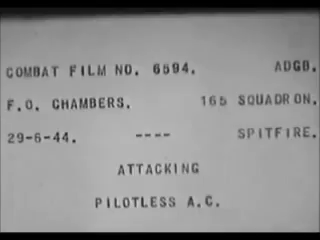 COMBAT FILM NO. 6594. ADGB.
F.O. CHAMBERS. 165 SQUADRON.
29-6-44. ---- SPITFIRE.
ATTACKING
PILOTLESS A.C.